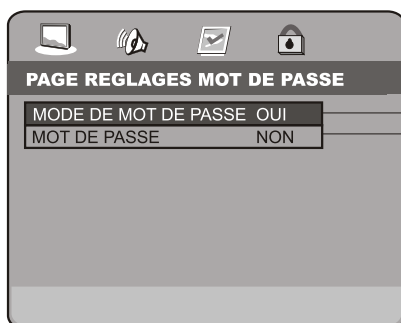 PAGE REGLAGES MOT DE PASSE
MODE DE MOT DE PASSE OUI
MOT DE PASSE NON